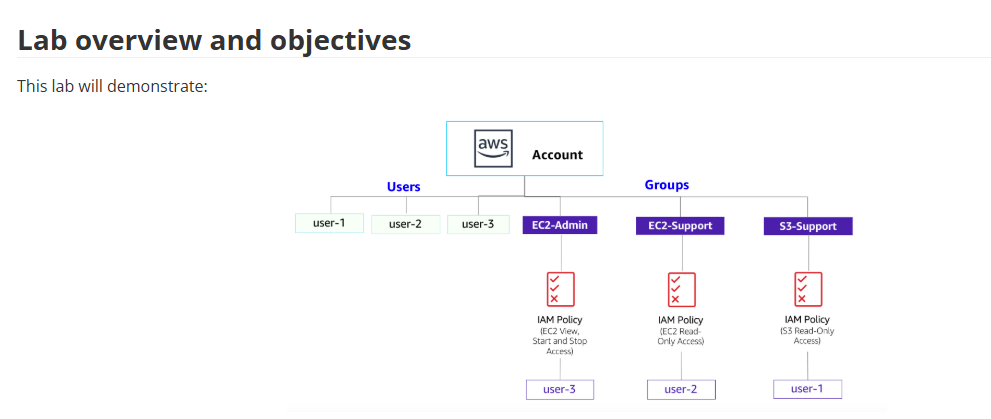 Lab overview and objectives
This lab will demonstrate:
aws
Account
Users
Groups
user-1
user-2
user-3
EC2-Admin
EC2-Support
S3-Support
IAM Policy
(EC2 View,
Start and Stop
Access)
IAM Policy
(EC2 Read-
Only Access)
IAM Policy
(S3 Read-Only
Access)
user-3
user-2
user-1